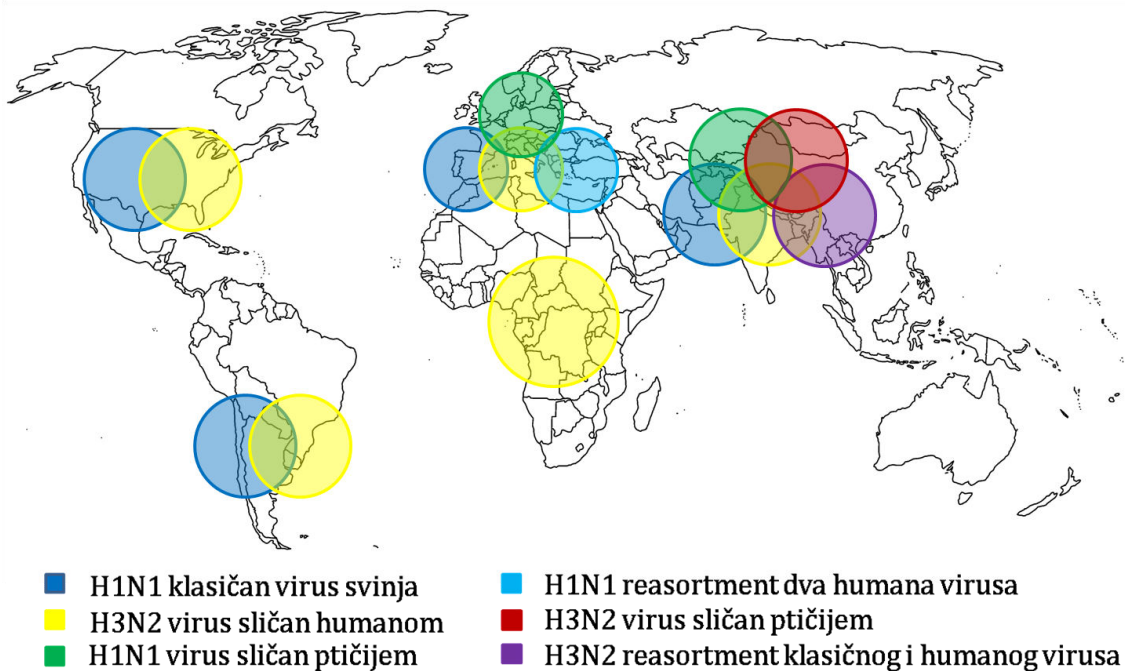 H1N1 klasičan virus svinja
H3N2 virus sličan humanom
H1N1 virus sličan ptičijem
H1N1 reasortment dva humana virusa
H3N2 virus sličan ptičijem
H3N2 reasortment klasičnog i humanog virusa